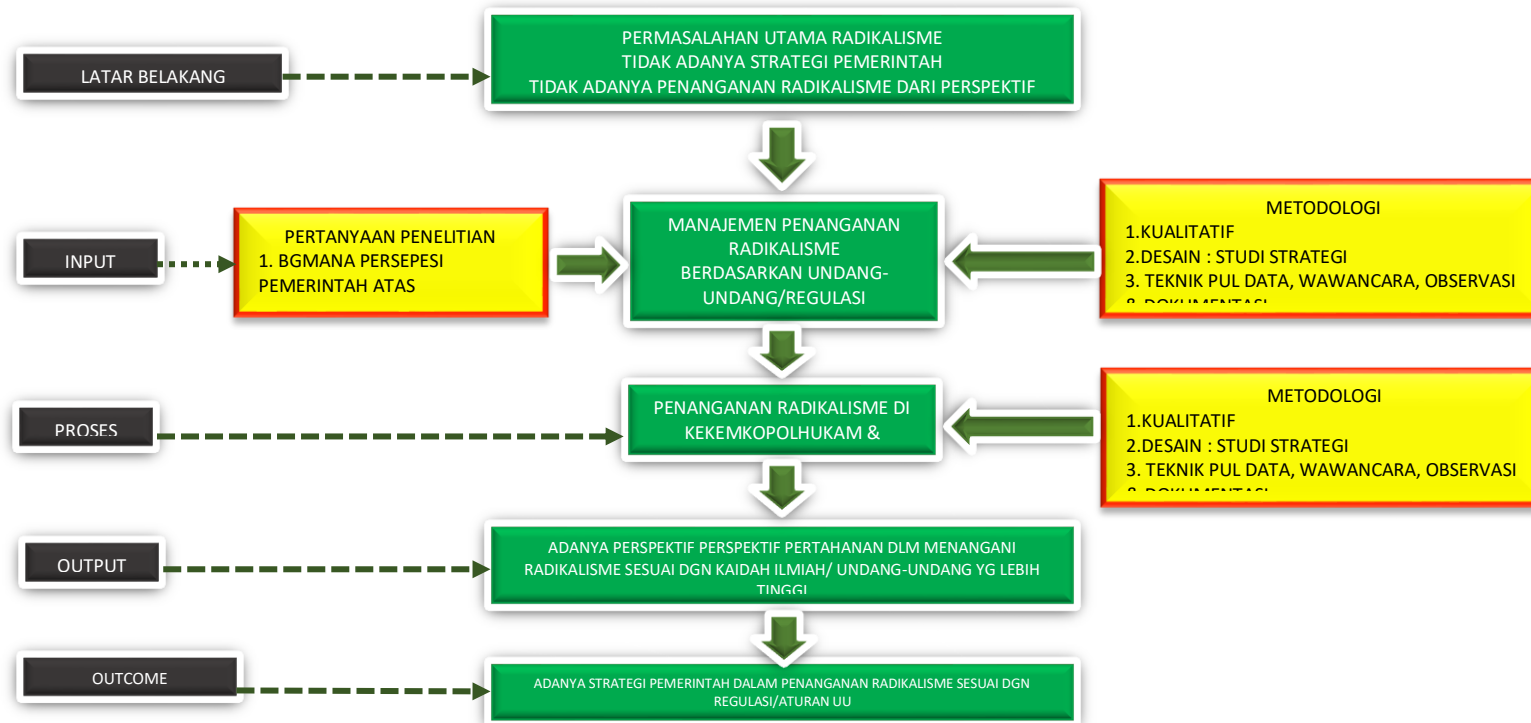 PERMASALAHAN UTAMA RADIKALISME
TIDAK ADANYA STRATEGI PEMERINTAH
TIDAK ADANYA PENANGANAN RADIKALISME DARI PERSPEKTIF
LATAR BELAKANG
INPUT
PERTANYAAN PENELITIAN
1. BGMANA PERSEPESI
PEMERINTAH ATAS
MANAJEMEN PENANGANAN
RADIKALISME
BERDASARKAN UNDANG-
UNDANG/REGULASI
METODOLOGI
1.KUALITATIF
2.DESAIN : STUDI STRATEGI
3. TEKNIK PUL DATA, WAWANCARA, OBSERVASI
& DOKUMENTASI
PROSES
PENANGANAN RADIKALISME DI
KEKEMKOPOLHUKAM &
METODOLOGI
1.KUALITATIF
2.DESAIN : STUDI STRATEGI
3. TEKNIK PUL DATA, WAWANCARA, OBSERVASI
& DOKUMENTASI
OUTPUT
ADANYA PERSPEKTIF PERSPEKTIF PERTAHANAN DLM MENANGANI
RADIKALISME SESUAI DGN KAIDAH ILMIAH/ UNDANG-UNDANG YG LEBIH
TINGGI
OUTCOME
ADANYA STRATEGI PEMERINTAH DALAM PENANGANAN RADIKALISME SESUAI DGN
REGULASI/ATURAN UU